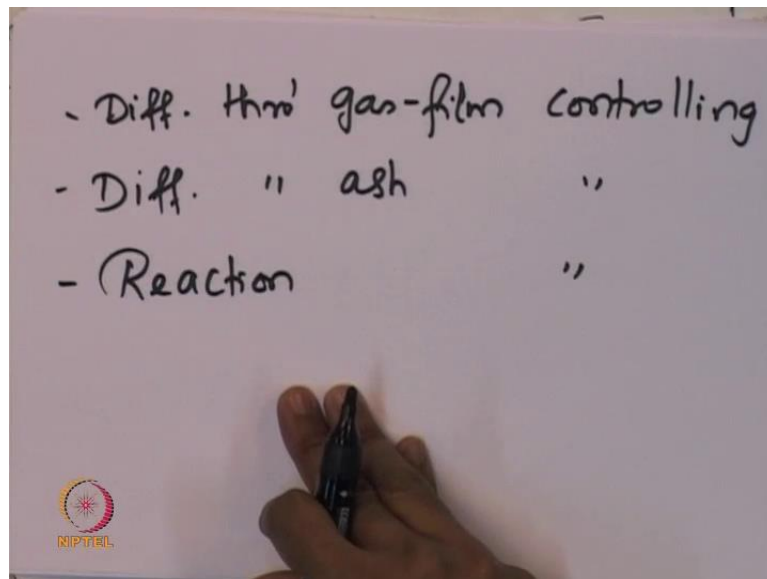 - Diff. thro' gas-film controlling
- Diff. " ash "
- Reaction "
NPTEL